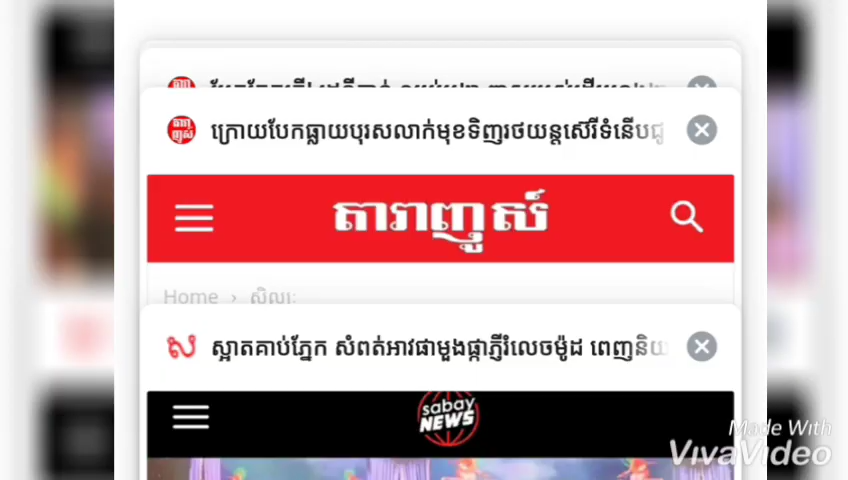 ក្រោយបែកធ្លាយបុរសលាក់មុខទិញរថយន្តស៊េរីទំនើបជូ
តារាញូស៍
Home › សិល្បៈ
ស្អាតគាប់ភ្នែក សំពត់អាវផាមួងផ្កាភ្ញីរំលេចម៉ូដ ពេញនិយ
sabay
NEWS
Made With
VivaVideo